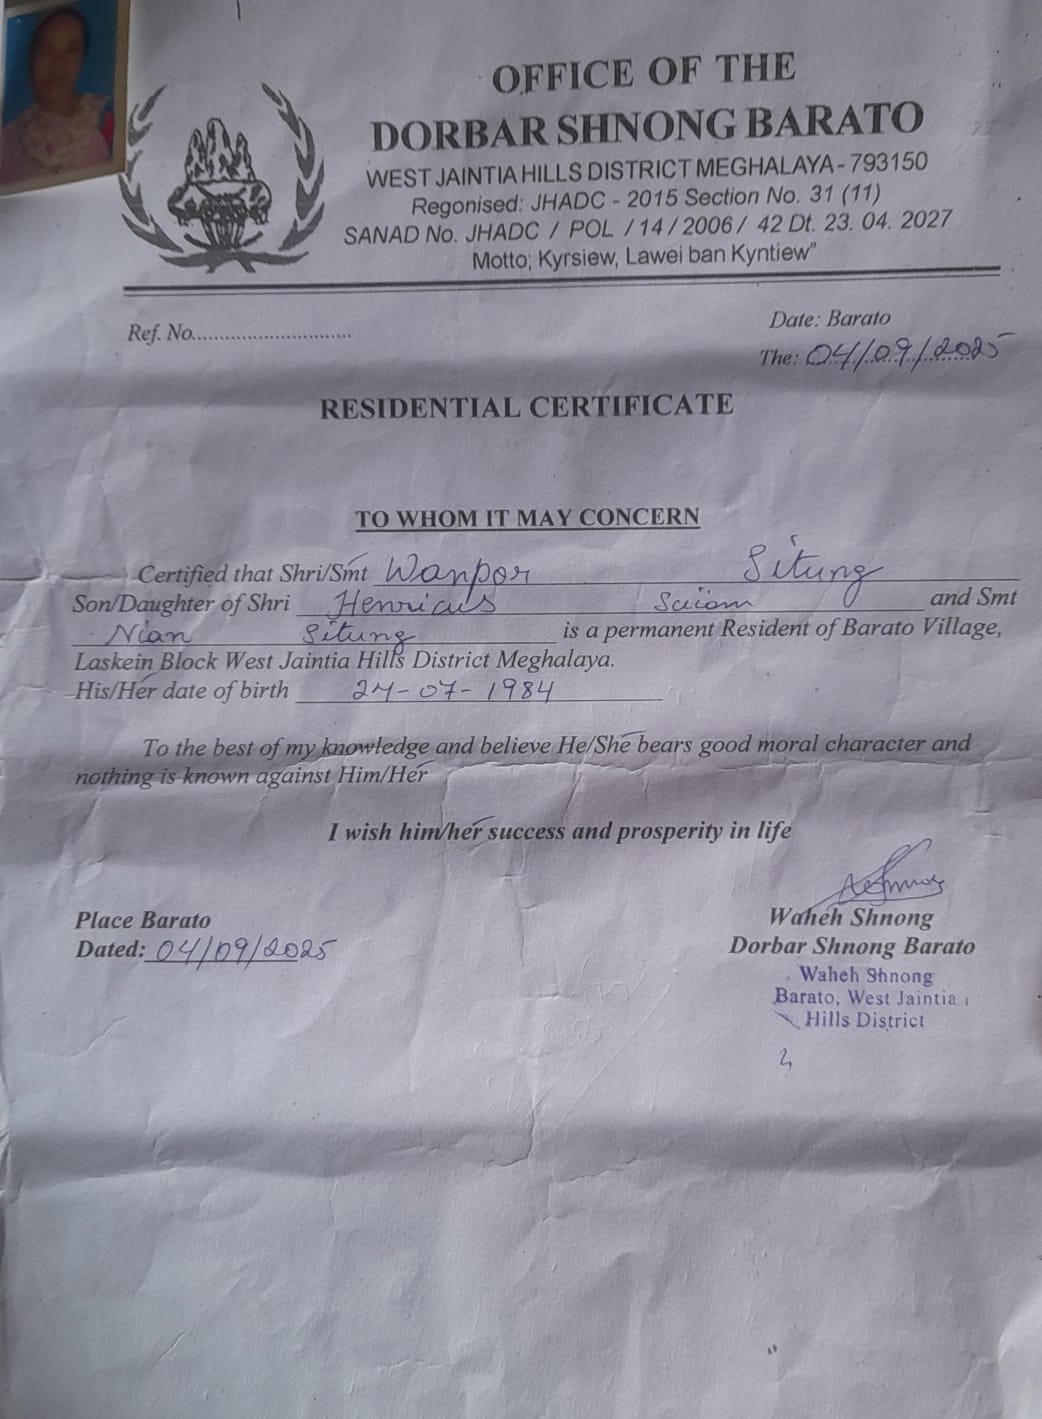 OFFICE OF THE
DORBAR SHNONG BARATO
WEST JAINTIA HILLS DISTRICT MEGHALAYA - 793150
Regonised: JHADC - 2015 Section No. 31 (11)
SANAD No. JHADC / POL / 14 / 2006 / 42 Dt. 23. 04. 2027
Motto; Kyrsiew, Lawei ban Kyntiew"
Ref. No............................
Date: Barato
The: 04/09/2025
RESIDENTIAL CERTIFICATE
TO WHOM IT MAY CONCERN
Certified that Shri/Smt Wanpor Situng
Son/Daughter of Shri Henricus Suiam and Smt
Nian Situng is a permanent Resident of Barato Village,
Laskein Block West Jaintia Hills District Meghalaya.
His/Her date of birth 24-07-1984
To the best of my knowledge and believe He/She bears good moral character and
nothing is known against Him/Her
I wish him/her success and prosperity in life
Place Barato
Dated: 04/09/2025
Waheh Shnong
Dorbar Shnong Barato
Waheh Shnong
Barato, West Jaintia
Hills District